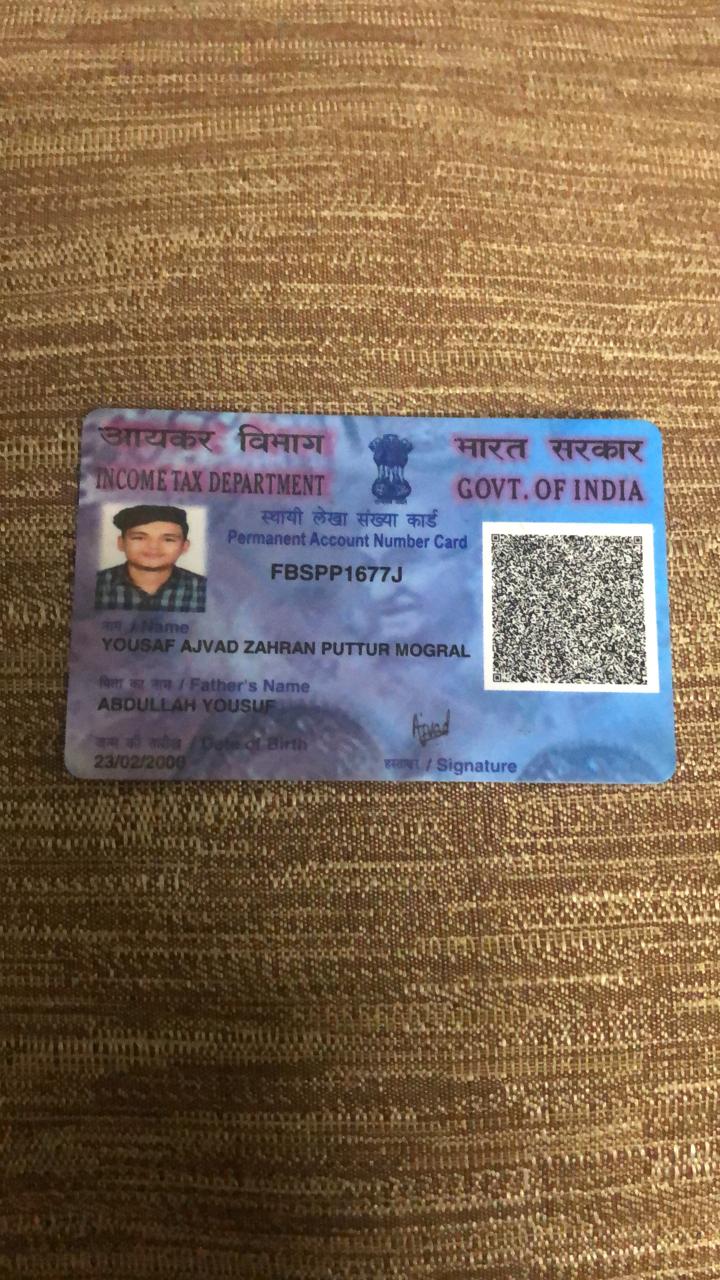 आयकर विभाग
भारत सरकार
INCOME TAX DEPARTMENT
GOVT. OF INDIA
स्थायी लेखा संख्या कार्ड
Permanent Account Number Card
FBSPP1677J
नाम / Name
YOUSAF AJVAD ZAHRAN PUTTUR MOGRAL
पिता का नाम / Father's Name
ABDULLAH YOUSUF
जन्म की तारीख / Date of Birth
23/02/2000
Ajvad
हस्ताक्षर / Signature